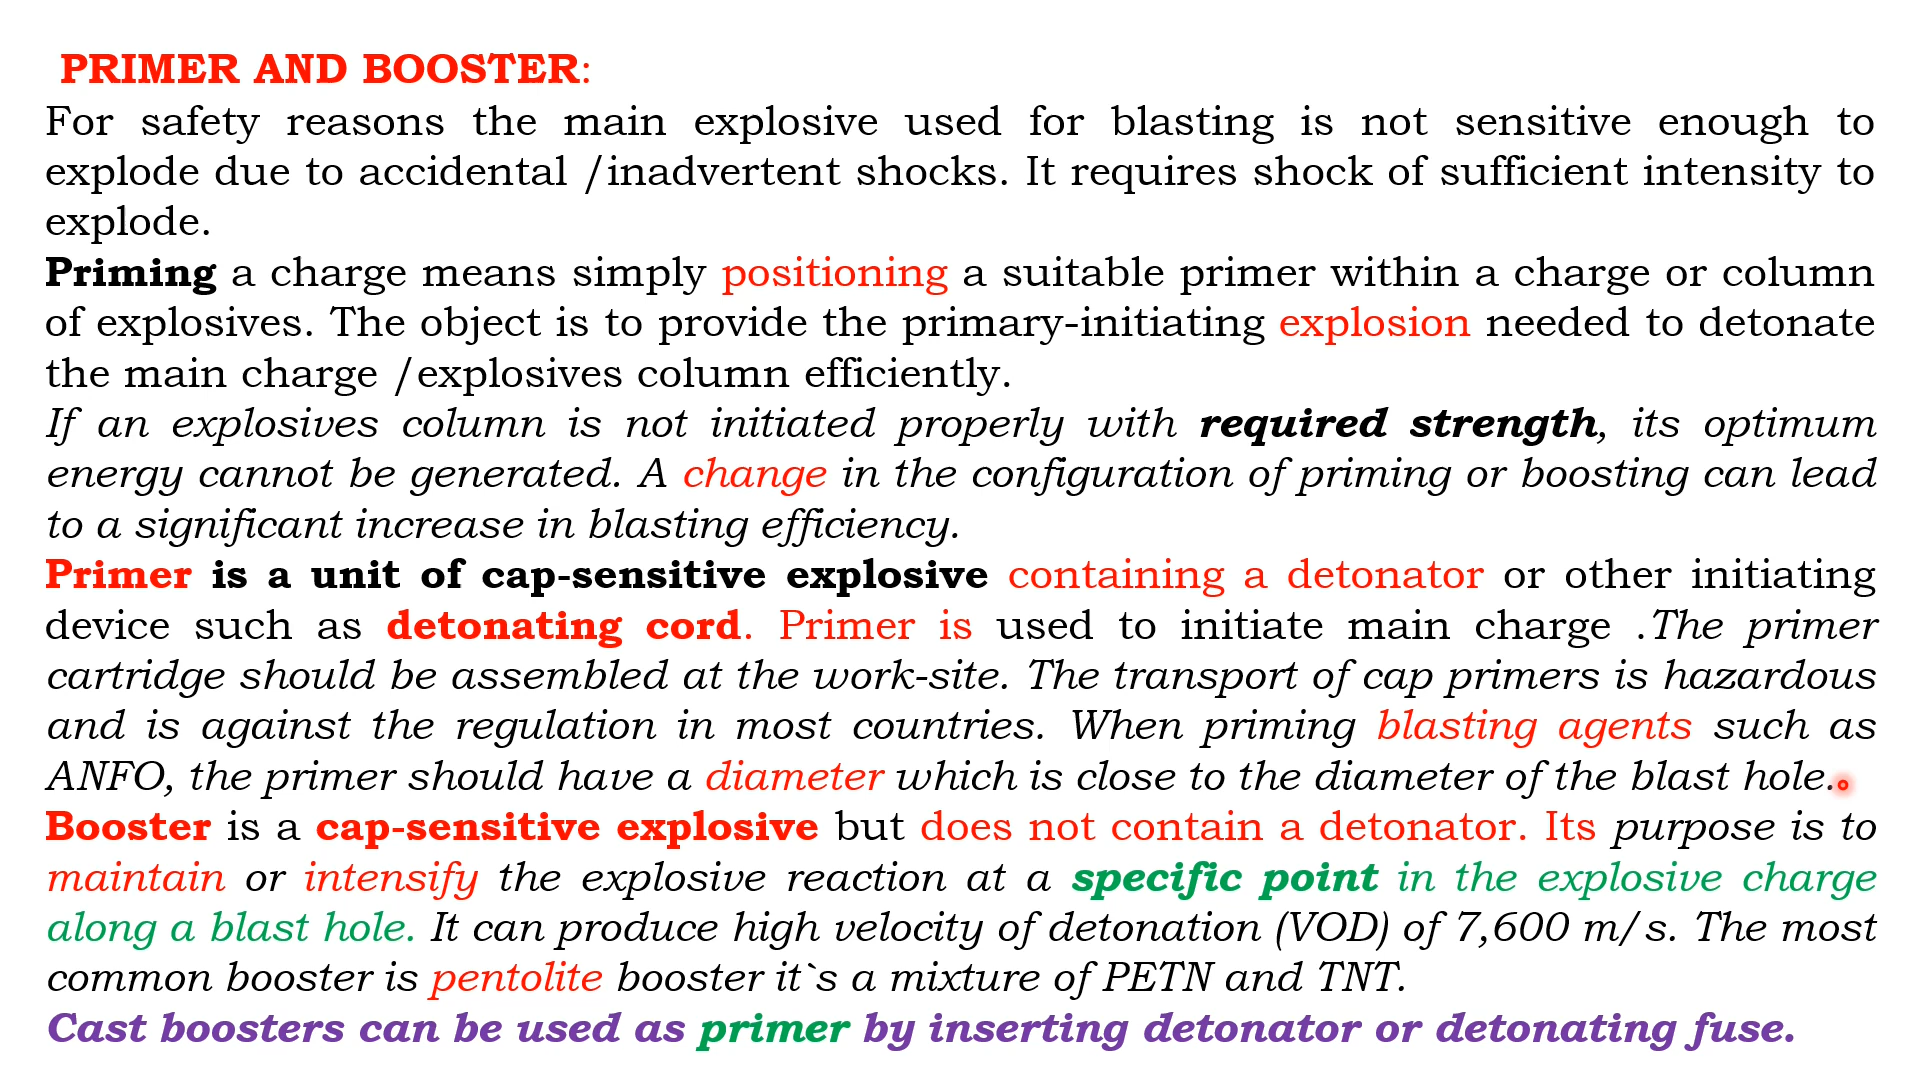 PRIMER AND BOOSTER:
For safety reasons the main explosive used for blasting is not sensitive enough to
explode due to accidental /inadvertent shocks. It requires shock of sufficient intensity to
explode.
Priming a charge means simply positioning a suitable primer within a charge or column
of explosives. The object is to provide the primary-initiating explosion needed to detonate
the main charge /explosives column efficiently.
If an explosives column is not initiated properly with required strength, its optimum
energy cannot be generated. A change in the configuration of priming or boosting can lead
to a significant increase in blasting efficiency.
Primer is a unit of cap-sensitive explosive containing a detonator or other initiating
device such as detonating cord. Primer is used to initiate main charge .The primer
cartridge should be assembled at the work-site. The transport of cap primers is hazardous
and is against the regulation in most countries. When priming blasting agents such as
ANFO, the primer should have a diameter which is close to the diameter of the blast hole.
Booster is a cap-sensitive explosive but does not contain a detonator. Its purpose is to
maintain or intensify the explosive reaction at a specific point in the explosive charge
along a blast hole. It can produce high velocity of detonation (VOD) of 7,600 m/s. The most
common booster is pentolite booster it`s a mixture of PETN and TNT.
Cast boosters can be used as primer by inserting detonator or detonating fuse.